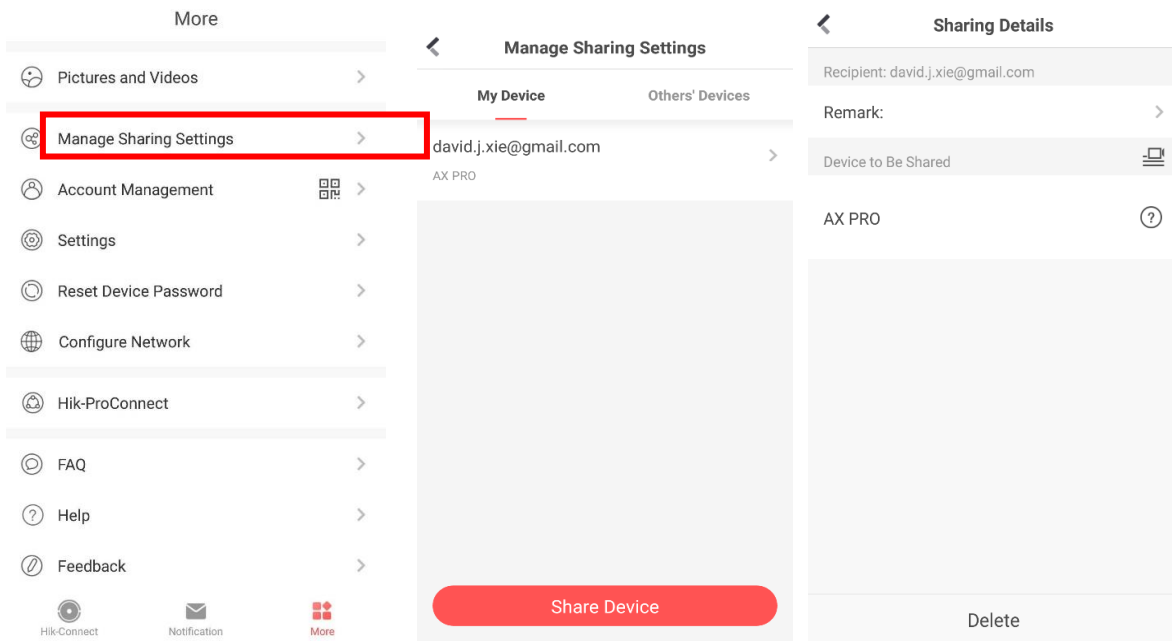 More
Pictures and Videos
Manage Sharing Settings
Account Management
Settings
Reset Device Password
Configure Network
Hik-ProConnect
FAQ
Help
Feedback
Hik-Connect
Notification
More
Manage Sharing Settings
My Device
Others' Devices
david.j.xie@gmail.com
AX PRO
Share Device
Sharing Details
Recipient: david.j.xie@gmail.com
Remark:
Device to Be Shared
AX PRO
Delete